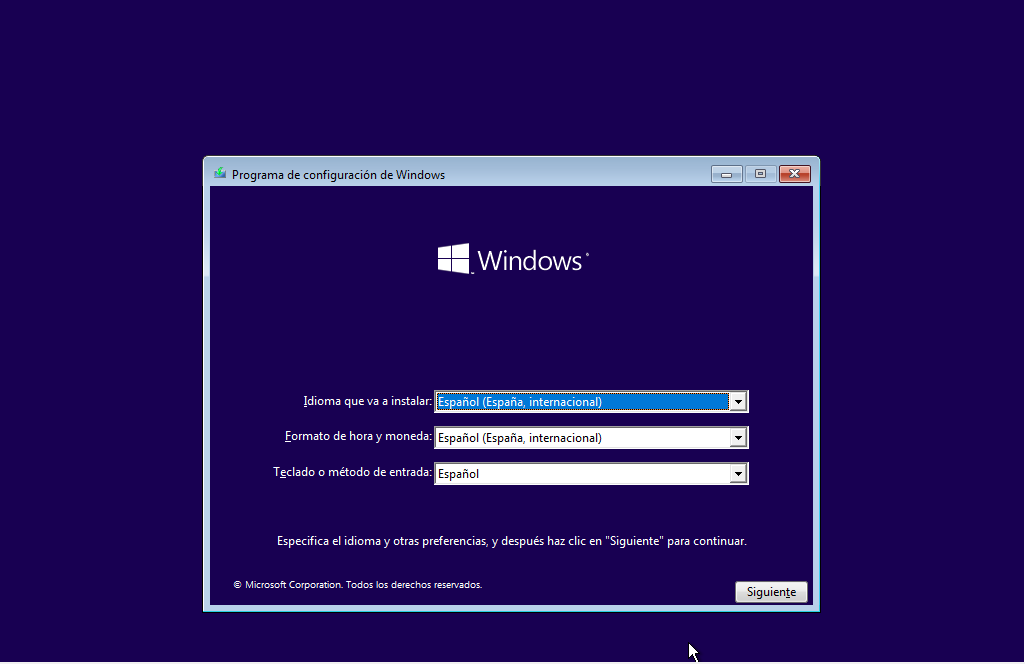 Programa de configuración de Windows
Windows
Idioma que va a instalar: Español (España, internacional)
Formato de hora y moneda: Español (España, internacional)
Teclado o método de entrada: Español
Especifica el idioma y otras preferencias, y después haz clic en "Siguiente" para continuar.
© Microsoft Corporation. Todos los derechos reservados.
Siguiente